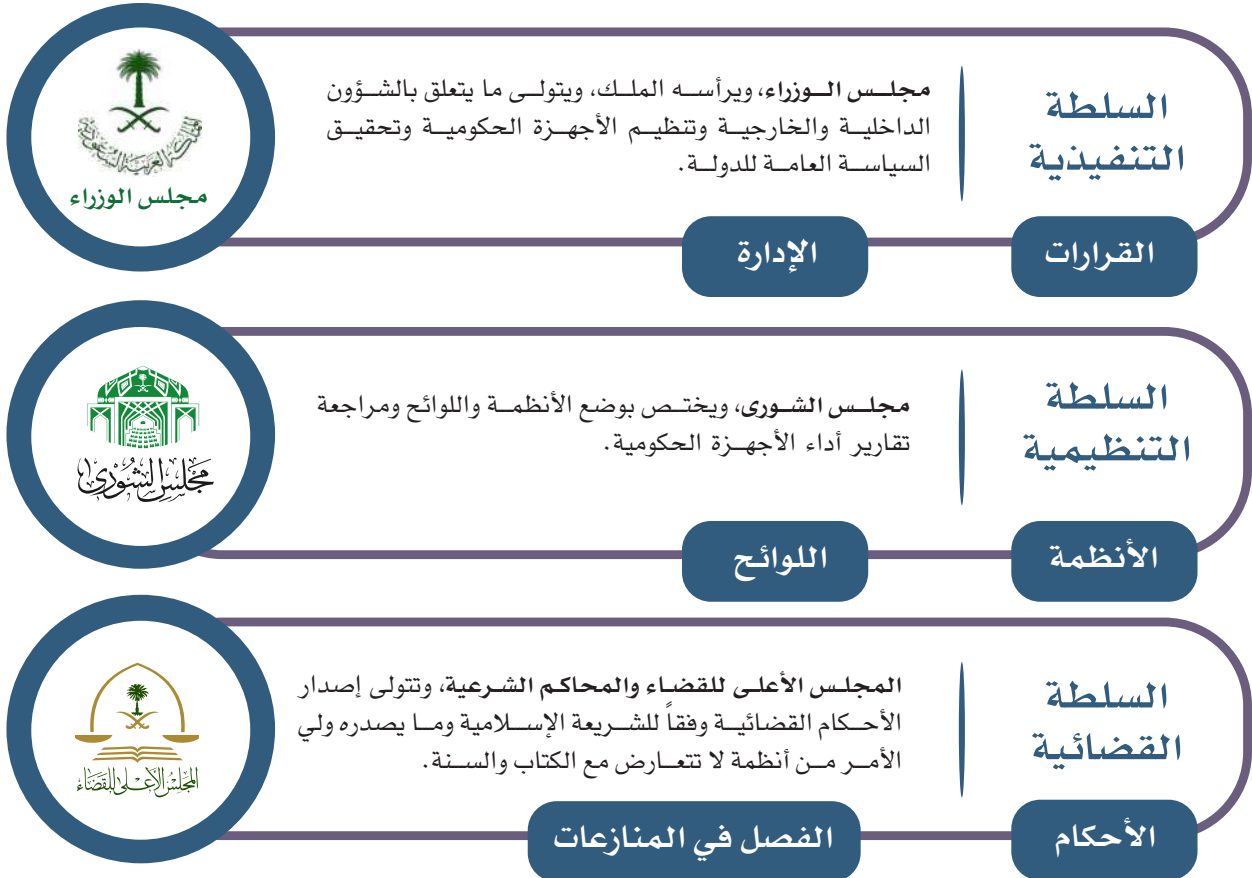 السلطة
التنفيذية
مجلس الوزراء، ويرأسه الملك، ويتولى ما يتعلق بالشؤون
الداخلية والخارجية وتنظيم الأجهزة الحكومية وتحقيق
السياسة العامة للدولة.
المملكة العربية السعودية
مجلس الوزراء
القرارات
الإدارة
السلطة
التنظيمية
مجلس الشورى، ويختص بوضع الأنظمة واللوائح ومراجعة
تقارير أداء الأجهزة الحكومية.
مجلس الشورى
الأنظمة
اللوائح
السلطة
القضائية
المجلس الأعلى للقضاء والمحاكم الشرعية، وتتولى إصدار
الأحكام القضائية وفقاً للشريعة الإسلامية وما يصدره ولي
الأمر من أنظمة لا تتعارض مع الكتاب والسنة.
المجلس الأعلى للقضاء
الأحكام
الفصل في المنازعات